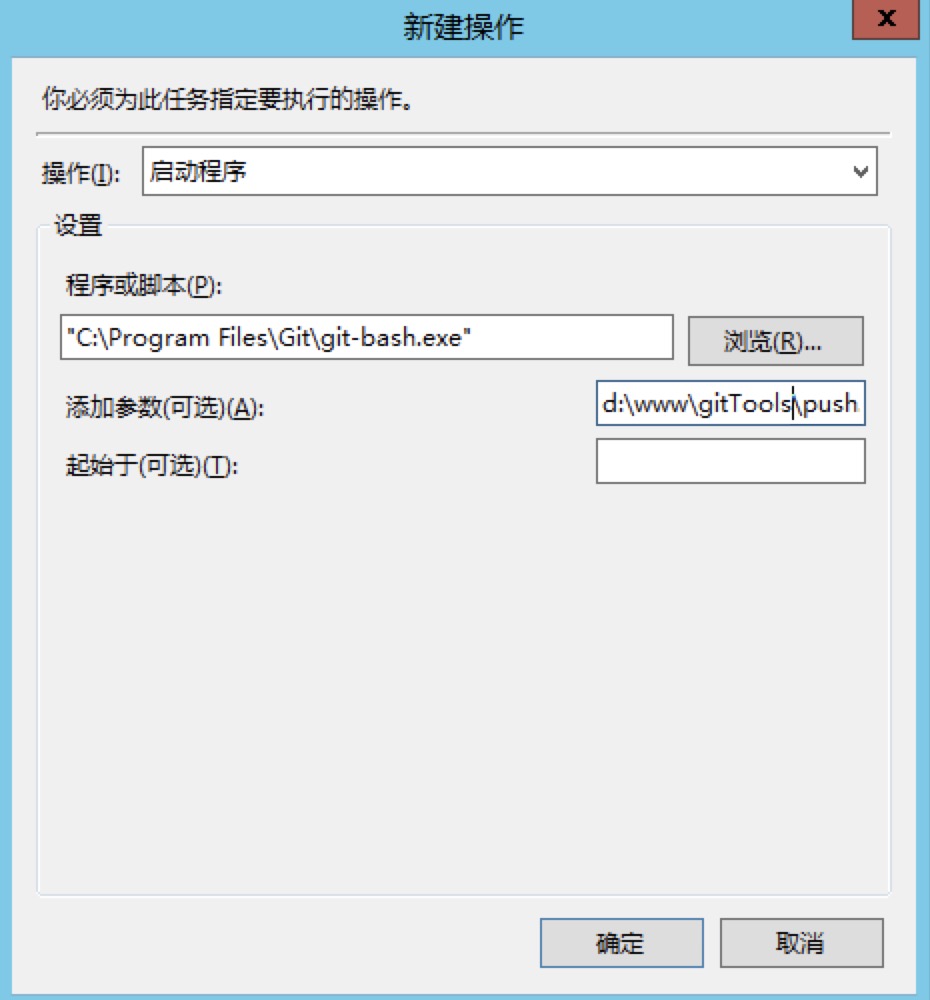 新建操作
你必须为此任务指定要执行的操作。
操作(I): 启动程序
设置
程序或脚本(P):
"C:\Program Files\Git\git-bash.exe" 浏览(R)...
添加参数(可选)(A): d:\www\gitTools\push
起始于(可选)(T):
确定 取消